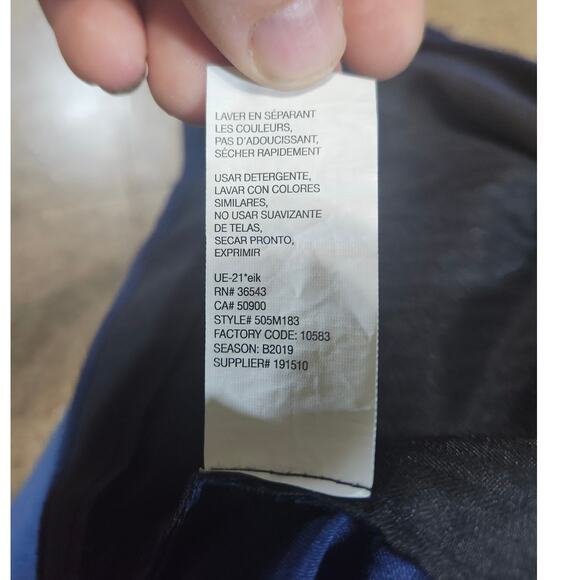 LAVER EN SÉPARANT
LES COULEURS,
PAS D'ADOUCISSANT,
SÉCHER RAPIDEMENT
USAR DETERGENTE,
LAVAR CON COLORES
SIMILARES,
NO USAR SUAVIZANTE
DE TELAS,
SECAR PRONTO,
EXPRIMIR
UE-21*eik
RN# 36543
CA# 50900
STYLE# 505M183
FACTORY CODE: 10583
SEASON: B2019
SUPPLIER# 191510